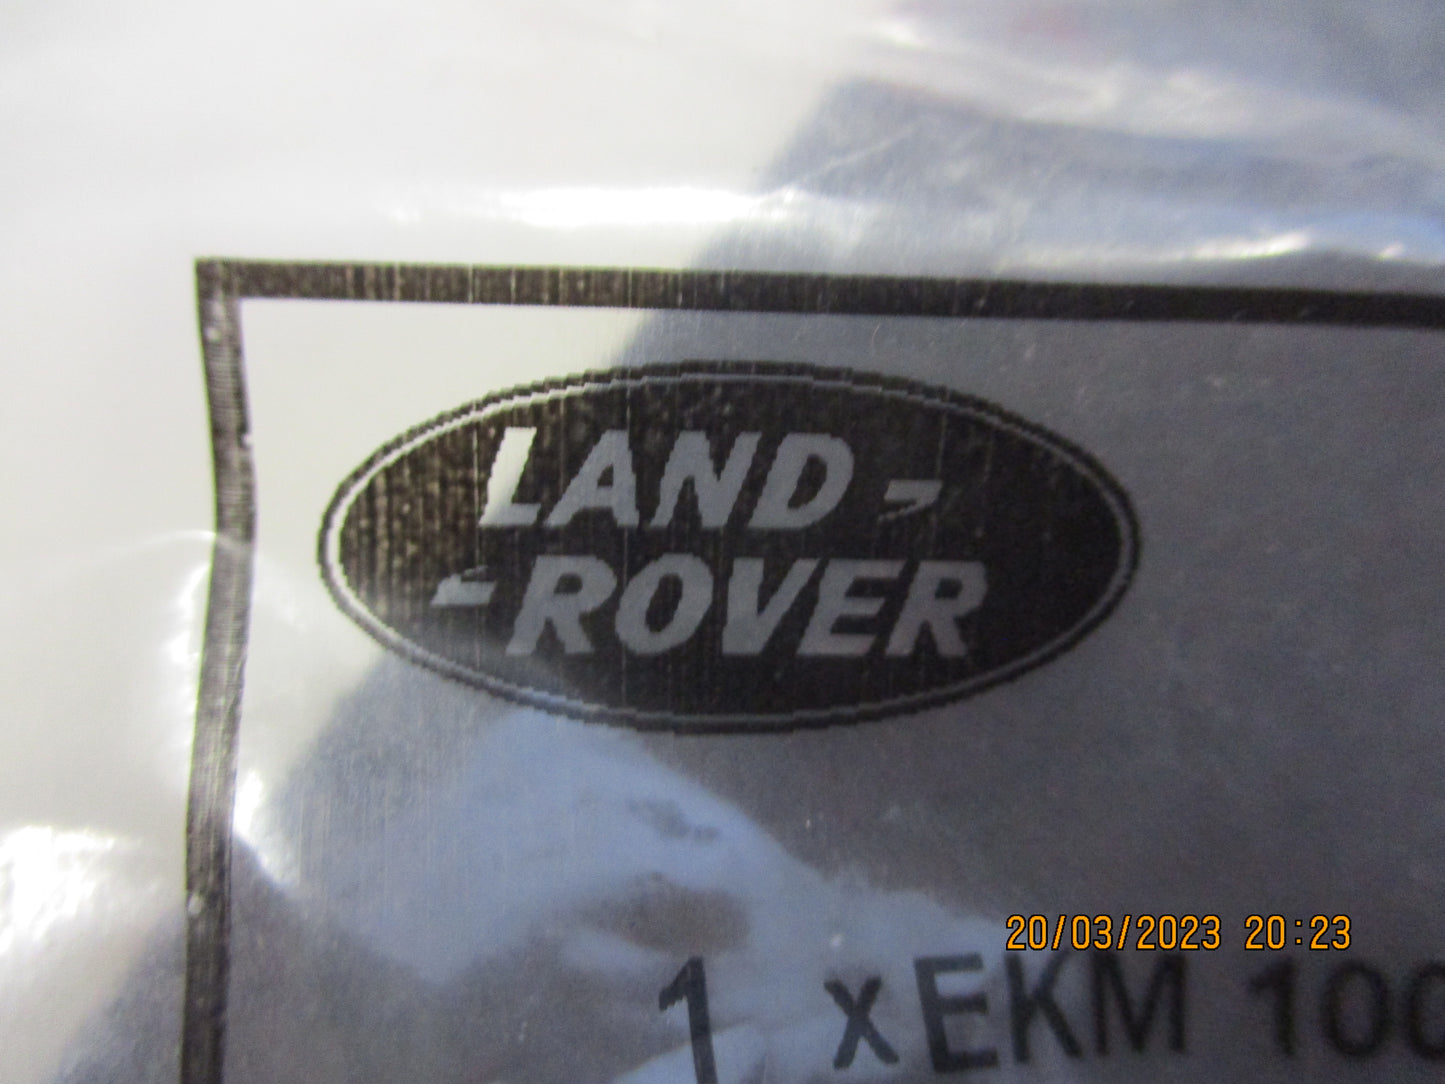 LAND -
- ROVER
20/03/2023 20:23
1 x EKM 100